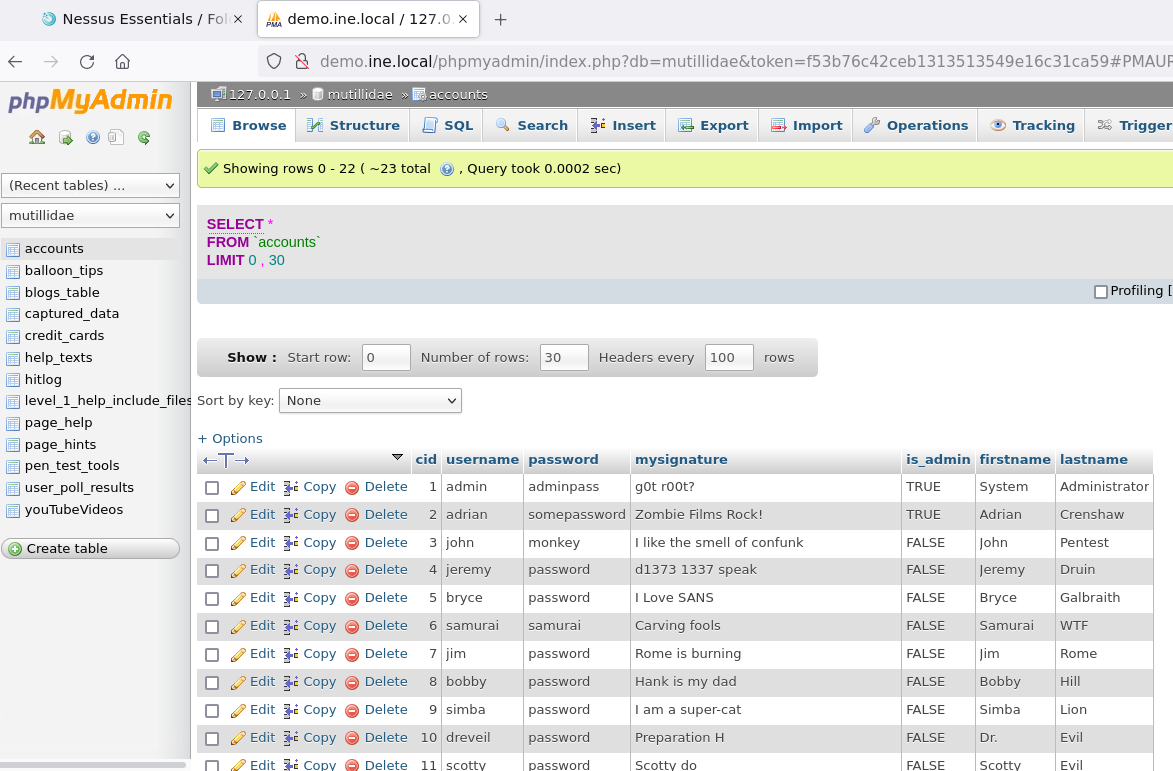 Nessus Essentials / Fol
demo.ine.local / 127.0.
demo.ine.local/phpmyadmin/index.php?db=mutillidae&token=f53b76c42ceb1313513549e16c31ca59#PMAUR
phpMyAdmin
(Recent tables) ...
mutillidae
accounts
balloon_tips
blogs_table
captured_data
credit_cards
help_texts
hitlog
level_1_help_include_files
page_help
page_hints
pen_test_tools
user_poll_results
youTubeVideos
Create table
127.0.0.1 » mutillidae » accounts
Browse Structure SQL Search Insert Export Import Operations Tracking Trigger
Showing rows 0 - 22 ( ~23 total , Query took 0.0002 sec)
SELECT *
FROM `accounts`
LIMIT 0 , 30
Profiling [
Show : Start row: 0 Number of rows: 30 Headers every 100 rows
Sort by key: None
+ Options
←T→ cid username password mysignature is_admin firstname lastname
Edit Copy Delete 1 admin adminpass g0t r00t? TRUE System Administrator
Edit Copy Delete 2 adrian somepassword Zombie Films Rock! TRUE Adrian Crenshaw
Edit Copy Delete 3 john monkey I like the smell of confunk FALSE John Pentest
Edit Copy Delete 4 jeremy password d1373 1337 speak FALSE Jeremy Druin
Edit Copy Delete 5 bryce password I Love SANS FALSE Bryce Galbraith
Edit Copy Delete 6 samurai samurai Carving fools FALSE Samurai WTF
Edit Copy Delete 7 jim password Rome is burning FALSE Jim Rome
Edit Copy Delete 8 bobby password Hank is my dad FALSE Bobby Hill
Edit Copy Delete 9 simba password I am a super-cat FALSE Simba Lion
Edit Copy Delete 10 dreveil password Preparation H FALSE Dr. Evil
Edit Copy Delete 11 scotty password Scotty do FALSE Scotty Evil